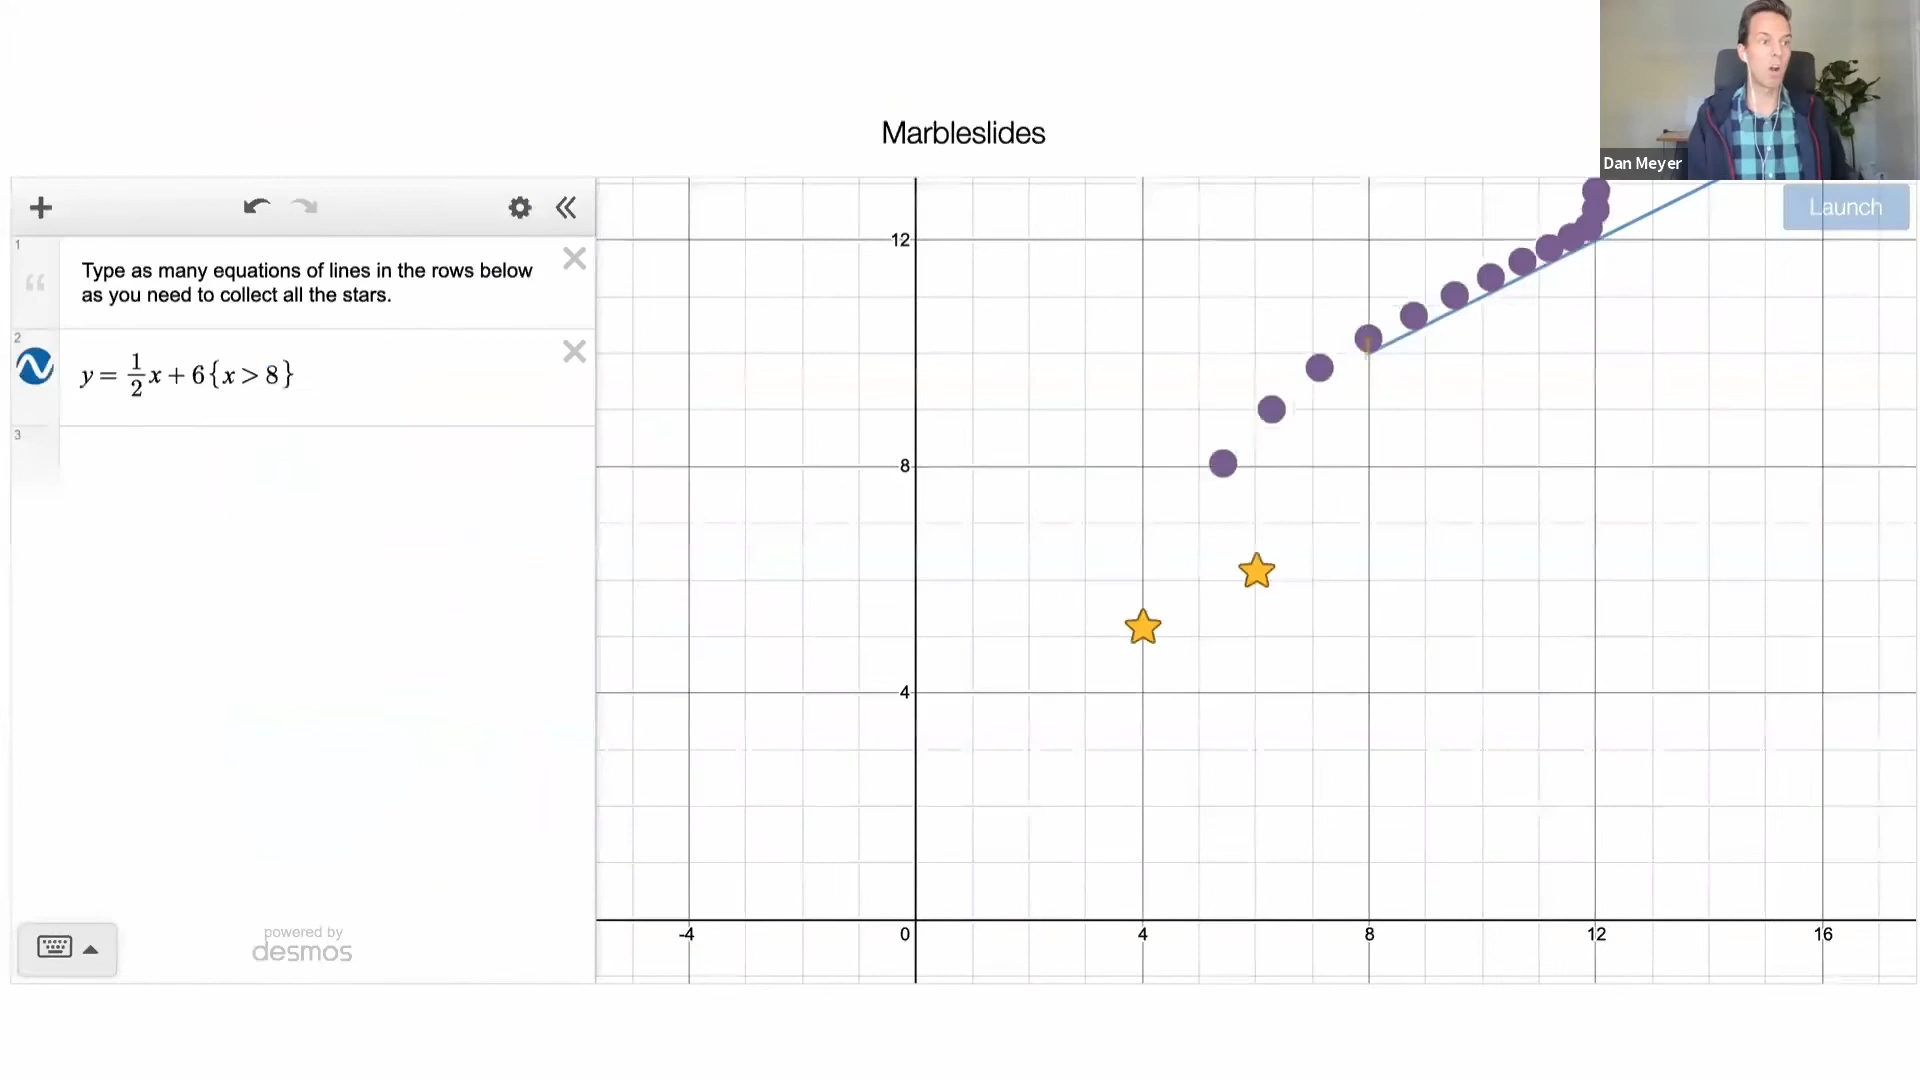 Marbleslides
Dan Meyer
Launch
1
Type as many equations of lines in the rows below
as you need to collect all the stars.
2
y = 1/2 x + 6 {x > 8}
3
12
8
4
-4
0
4
8
12
16
powered by
desmos